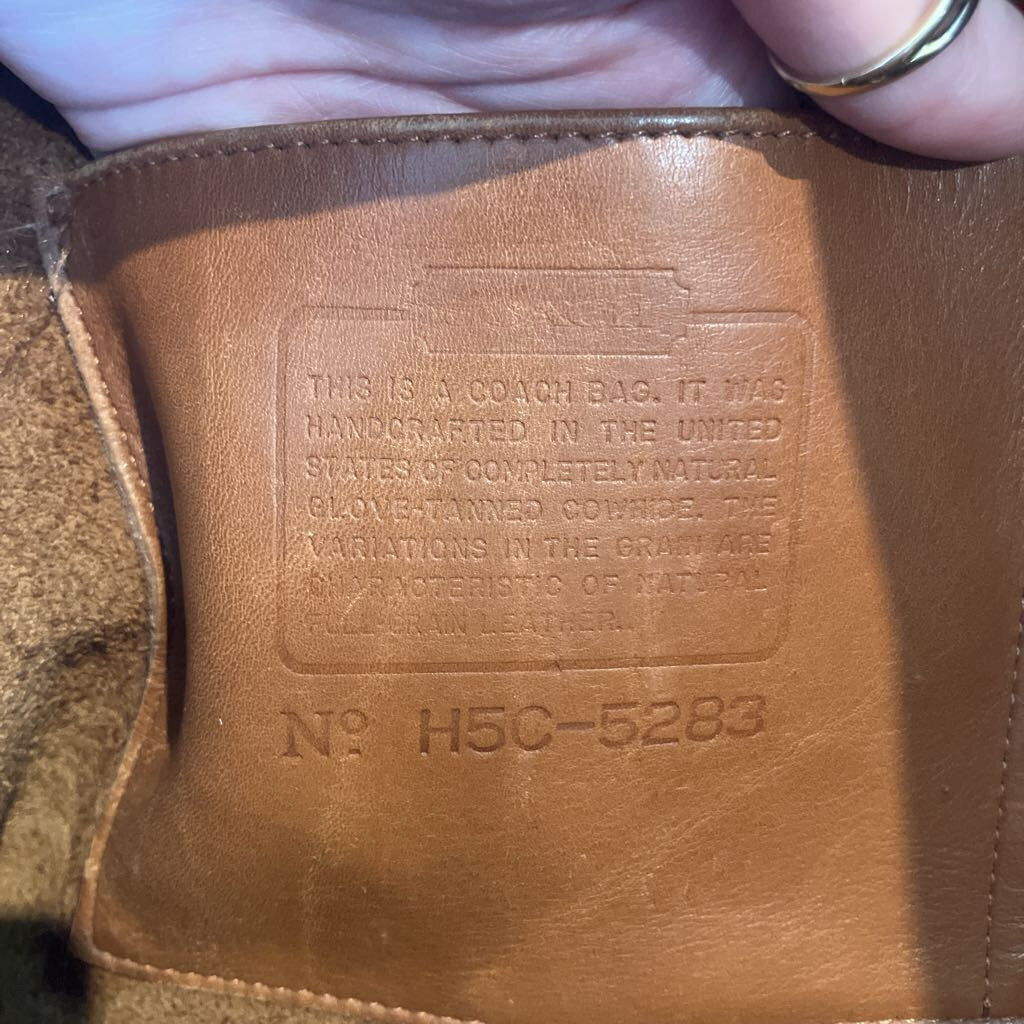 THIS IS A COACH BAG. IT WAS
HANDCRAFTED IN THE UNITED
STATES OF COMPLETELY NATURAL
GLOVE-TANNED COWHIDE. THE
VARIATIONS IN THE GRAIN ARE
CHARACTERISTIC OF NATURAL
FULL GRAIN LEATHER.
Nº H5C-5283